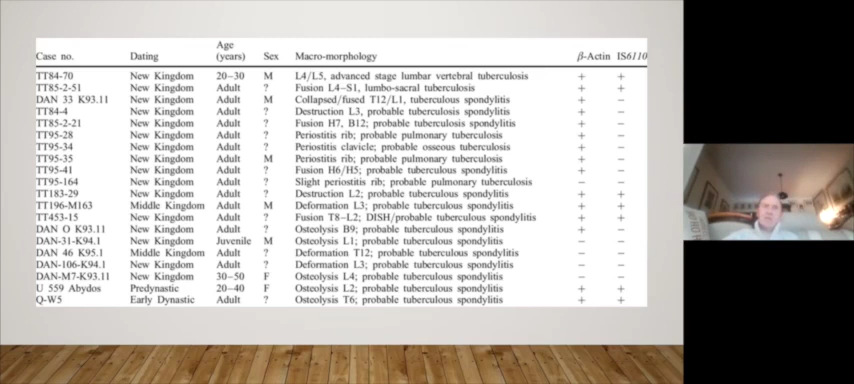 Age
Case no. Dating (years) Sex Macro-morphology β-Actin IS6110
TT84-70 New Kingdom 20–30 M L4/L5, advanced stage lumbar vertebral tuberculosis + +
TT85-2-51 New Kingdom Adult ? Fusion L4–S1, lumbo-sacral tuberculosis + +
DAN 33 K93.11 New Kingdom Adult M Collapsed/fused T12/L1, tuberculous spondylitis + –
TT84-4 New Kingdom Adult ? Destruction L3, probable tuberculosis spondylitis + –
TT85-2-21 New Kingdom Adult ? Fusion H7, B12; probable tuberculosis spondylitis + –
TT95-28 New Kingdom Adult ? Periostitis rib; probable pulmonary tuberculosis + –
TT95-34 New Kingdom Adult ? Periostitis clavicle; probable osseous tuberculosis + –
TT95-35 New Kingdom Adult M Periostitis rib; probable pulmonary tuberculosis + –
TT95-41 New Kingdom Adult ? Fusion H6/H5; probable tuberculous spondylitis + –
TT95-164 New Kingdom Adult ? Slight periostitis rib; probable pulmonary tuberculosis – –
TT183-29 New Kingdom Adult ? Destruction L2; probable tuberculous spondylitis + +
TT196-M163 Middle Kingdom Adult M Deformation L3; probable tuberculous spondylitis + +
TT453-15 New Kingdom Adult ? Fusion T8–L2; DISH/probable tuberculous spondylitis + +
DAN O K93.11 New Kingdom Adult ? Osteolysis B9; probable tuberculous spondylitis + –
DAN-31-K94.1 New Kingdom Juvenile M Osteolysis L1; probable tuberculous spondylitis – –
DAN 46 K95.1 Middle Kingdom Adult ? Deformation T12; probable tuberculous spondylitis – –
DAN-106-K94.1 New Kingdom Adult ? Deformation L3; probable tuberculous spondylitis – –
DAN-M7-K93.11 New Kingdom 30–50 F Osteolysis L4; probable tuberculous spondylitis – –
U 559 Abydos Predynastic 20–40 F Osteolysis L2; probable tuberculous spondylitis + +
Q-W5 Early Dynastic Adult ? Osteolysis T6; probable tuberculous spondylitis + +